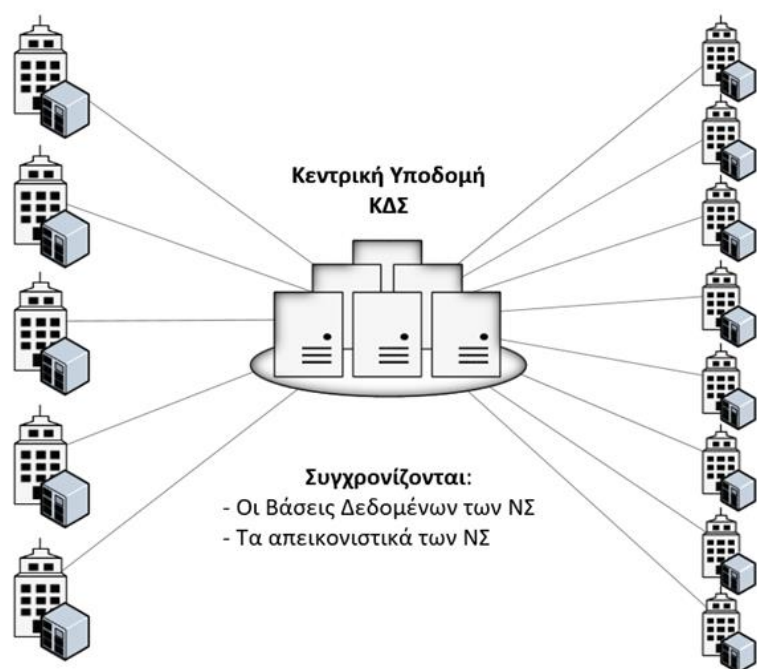 Κεντρική Υποδομή
ΚΔΣ
Συγχρονίζονται:
- Οι Βάσεις Δεδομένων των ΝΣ
- Τα απεικονιστικά των ΝΣ